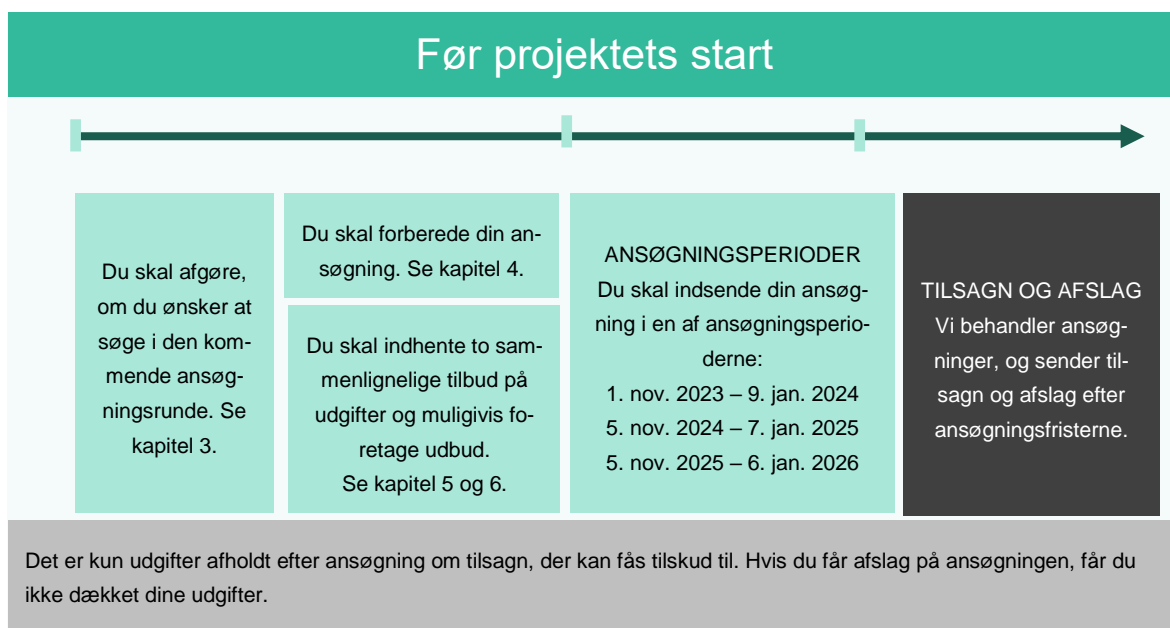 Før projektets start
Du skal afgøre,
om du ønsker at
søge i den kom-
mende ansøg-
ningsrunde. Se
kapitel 3.
Du skal forberede din an-
søgning. Se kapitel 4.
Du skal indhente to sam-
menlignelige tilbud på
udgifter og muligivis fo-
retage udbud.
Se kapitel 5 og 6.
ANSØGNINGSPERIODER
Du skal indsende din ansøg-
ning i en af ansøgningsperio-
derne:
1. nov. 2023 – 9. jan. 2024
5. nov. 2024 – 7. jan. 2025
5. nov. 2025 – 6. jan. 2026
TILSAGN OG AFSLAG
Vi behandler ansøg-
ninger, og sender til-
sagn og afslag efter
ansøgningsfristerne.
Det er kun udgifter afholdt efter ansøgning om tilsagn, der kan fås tilskud til. Hvis du får afslag på ansøgningen, får du
ikke dækket dine udgifter.